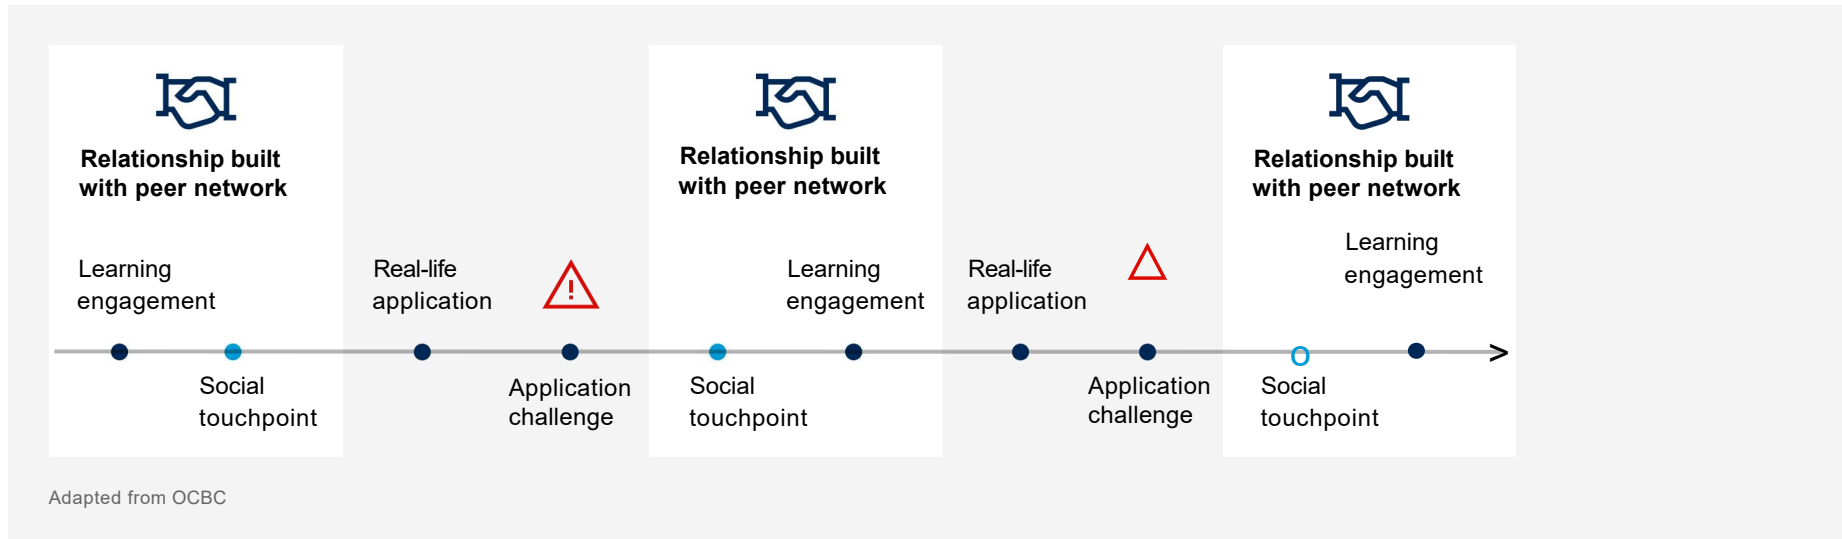 Relationship built
with peer network
Learning
engagement
Social
touchpoint
Real-life
application
Application
challenge
Relationship built
with peer network
Social
touchpoint
Learning
engagement
Real-life
application
Application
challenge
Relationship built
with peer network
Social
touchpoint
Learning
engagement
Adapted from OCBC